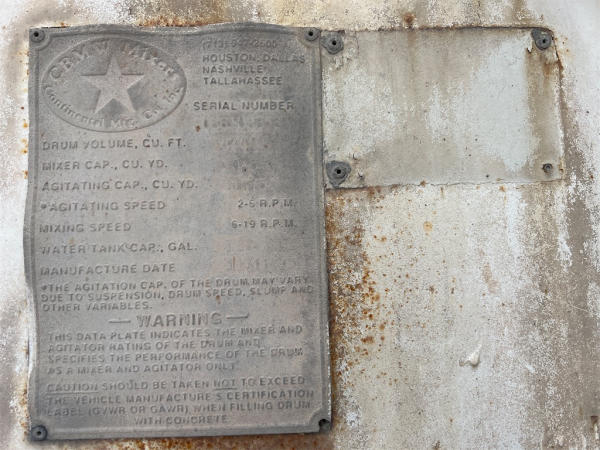 C.B.M.W. Mixers
Continental Mfg. Co. Inc.
HOUSTON, DALLAS
NASHVILLE
TALLAHASSEE
SERIAL NUMBER
DRUM VOLUME, CU. FT.
MIXER CAP., CU. YD.
AGITATING CAP., CU. YD.
*AGITATING SPEED 2-6 R.P.M.
MIXING SPEED 6-19 R.P.M.
WATER TANK CAP., GAL.
MANUFACTURE DATE
*THE AGITATION CAP. OF THE DRUM MAY VARY
DUE TO SUSPENSION, DRUM SPEED, SLUMP AND
OTHER VARIABLES.
— WARNING —
THIS DATA PLATE INDICATES THE MIXER AND
AGITATOR RATING OF THE DRUM AND
SPECIFIES THE PERFORMANCE OF THE DRUM
AS A MIXER AND AGITATOR ONLY.
CAUTION SHOULD BE TAKEN NOT TO EXCEED
THE VEHICLE MANUFACTURE'S CERTIFICATION
LABEL (GVWR OR GAWR) WHEN FILLING DRUM
WITH CONCRETE